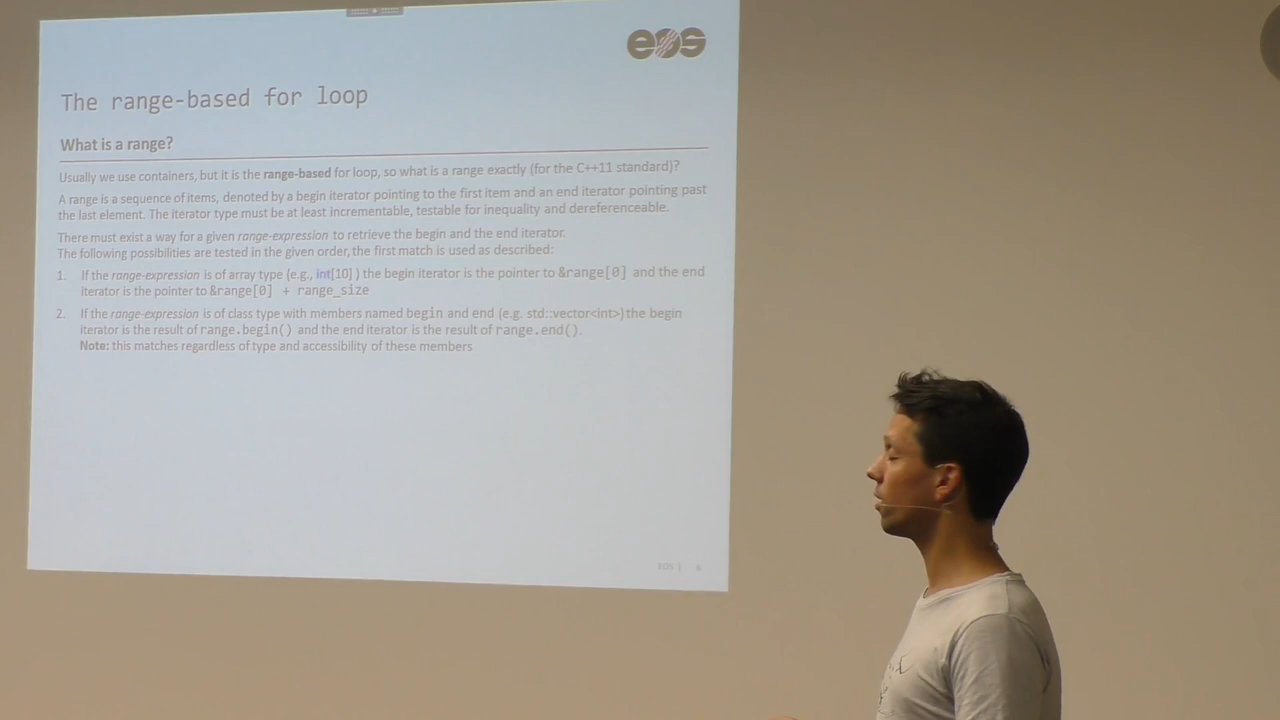 eos
The range-based for loop
What is a range?
Usually we use containers, but it is the range-based for loop, so what is a range exactly (for the C++11 standard)?
A range is a sequence of items, denoted by a begin iterator pointing to the first item and an end iterator pointing past
the last element. The iterator type must be at least incrementable, testable for inequality and dereferenceable.
There must exist a way for a given range-expression to retrieve the begin and the end iterator.
The following possibilities are tested in the given order, the first match is used as described:
1. If the range-expression is of array type (e.g., int[10] ) the begin iterator is the pointer to &range[0] and the end
iterator is the pointer to &range[0] + range_size
2. If the range-expression is of class type with members named begin and end (e.g. std::vector<int>) the begin
iterator is the result of range.begin() and the end iterator is the result of range.end().
Note: this matches regardless of type and accessibility of these members
EOS | 6